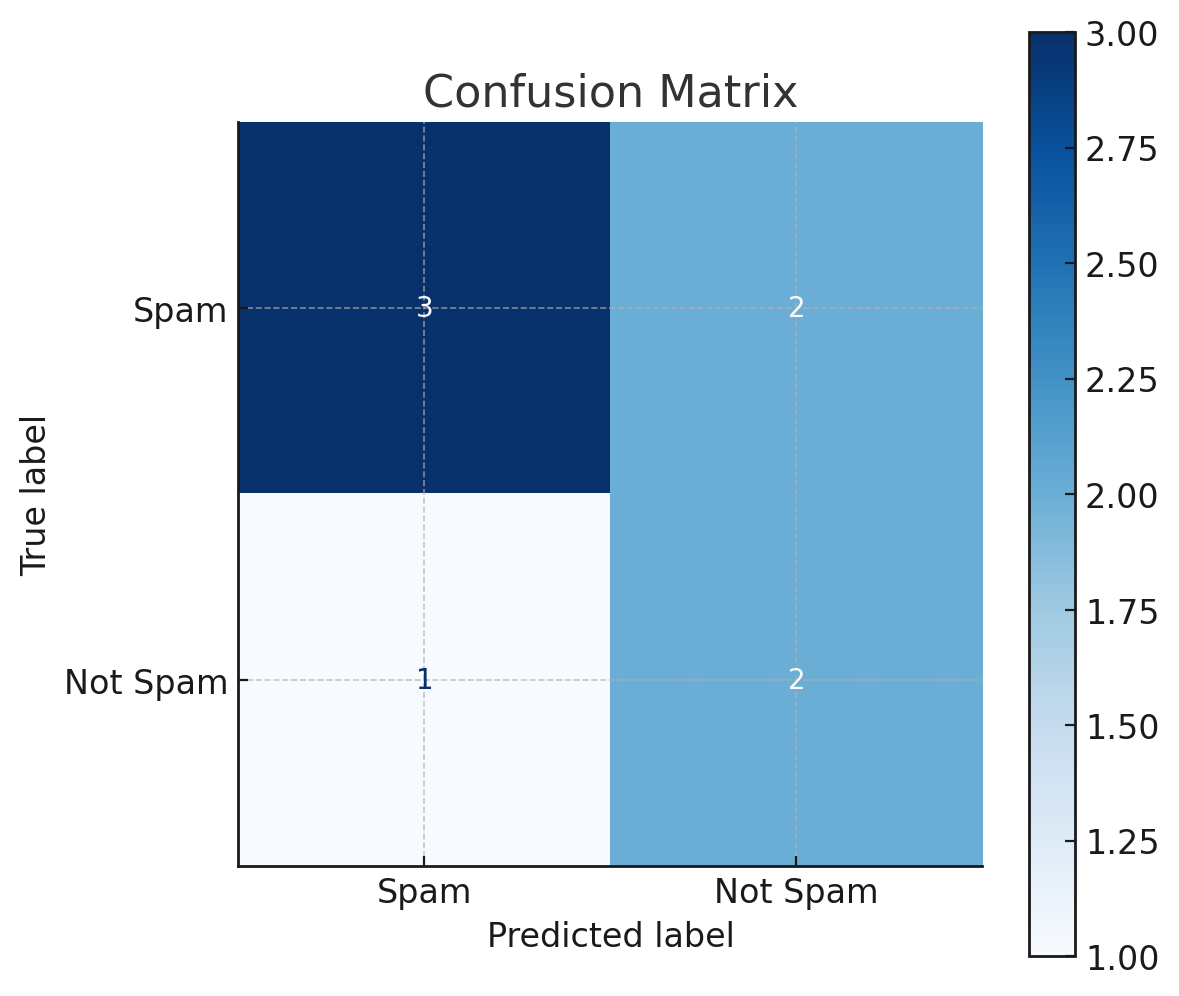 Confusion Matrix
True label
Spam
Not Spam
3
2
1
2
Spam
Not Spam
Predicted label
3.00
2.75
2.50
2.25
2.00
1.75
1.50
1.25
1.00